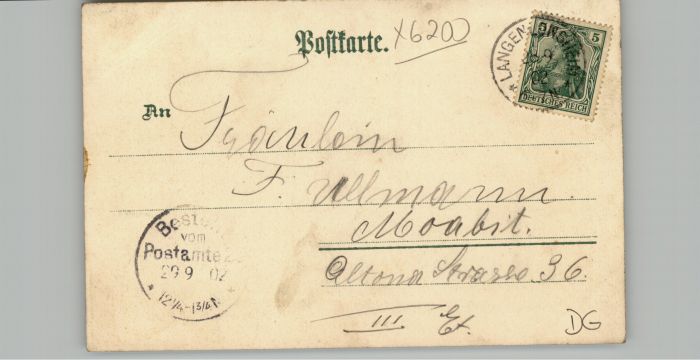 Postkarte.
X6200
LANGEN
5
DEUTSCHES REICH
An
Fräulein
F. Ullmann.
Moabit.
Altona Strasse 36.
III. Et.
vom
Postamte
29 9 02
DG